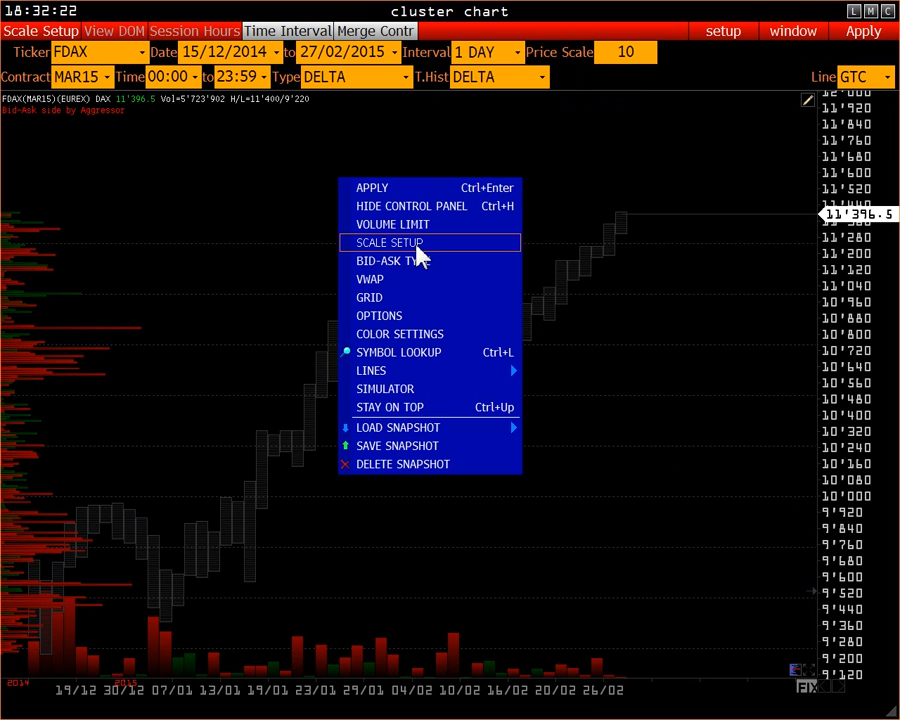 18:32:22 cluster chart L M C
Scale Setup View DOM Session Hours Time Interval Merge Contr setup window Apply
Ticker FDAX Date 15/12/2014 to 27/02/2015 Interval 1 DAY Price Scale 10
Contract MAR15 Time 00:00 to 23:59 Type DELTA T.Hist DELTA Line GTC
FDAX(MAR15)(EUREX) DAX 11'396.5 Vol=5'723'902 H/L=11'400/9'220
Bid-Ask side by Aggressor
12'000
11'920
11'840
11'760
11'680
11'600
11'520
11'440
11'396.5
11'280
11'200
11'120
11'040
10'960
10'880
10'800
10'720
10'640
10'560
10'480
10'400
10'320
10'240
10'160
10'080
10'000
9'920
9'840
9'760
9'680
9'600
9'520
9'440
9'360
9'280
9'200
9'120
APPLY Ctrl+Enter
HIDE CONTROL PANEL Ctrl+H
VOLUME LIMIT
SCALE SETUP
BID-ASK
VWAP
GRID
OPTIONS
COLOR SETTINGS
SYMBOL LOOKUP Ctrl+L
LINES
SIMULATOR
STAY ON TOP Ctrl+Up
LOAD SNAPSHOT
SAVE SNAPSHOT
DELETE SNAPSHOT
2014 2015
19/12 30/12 07/01 13/01 19/01 23/01 29/01 04/02 10/02 16/02 20/02 26/02
FIX